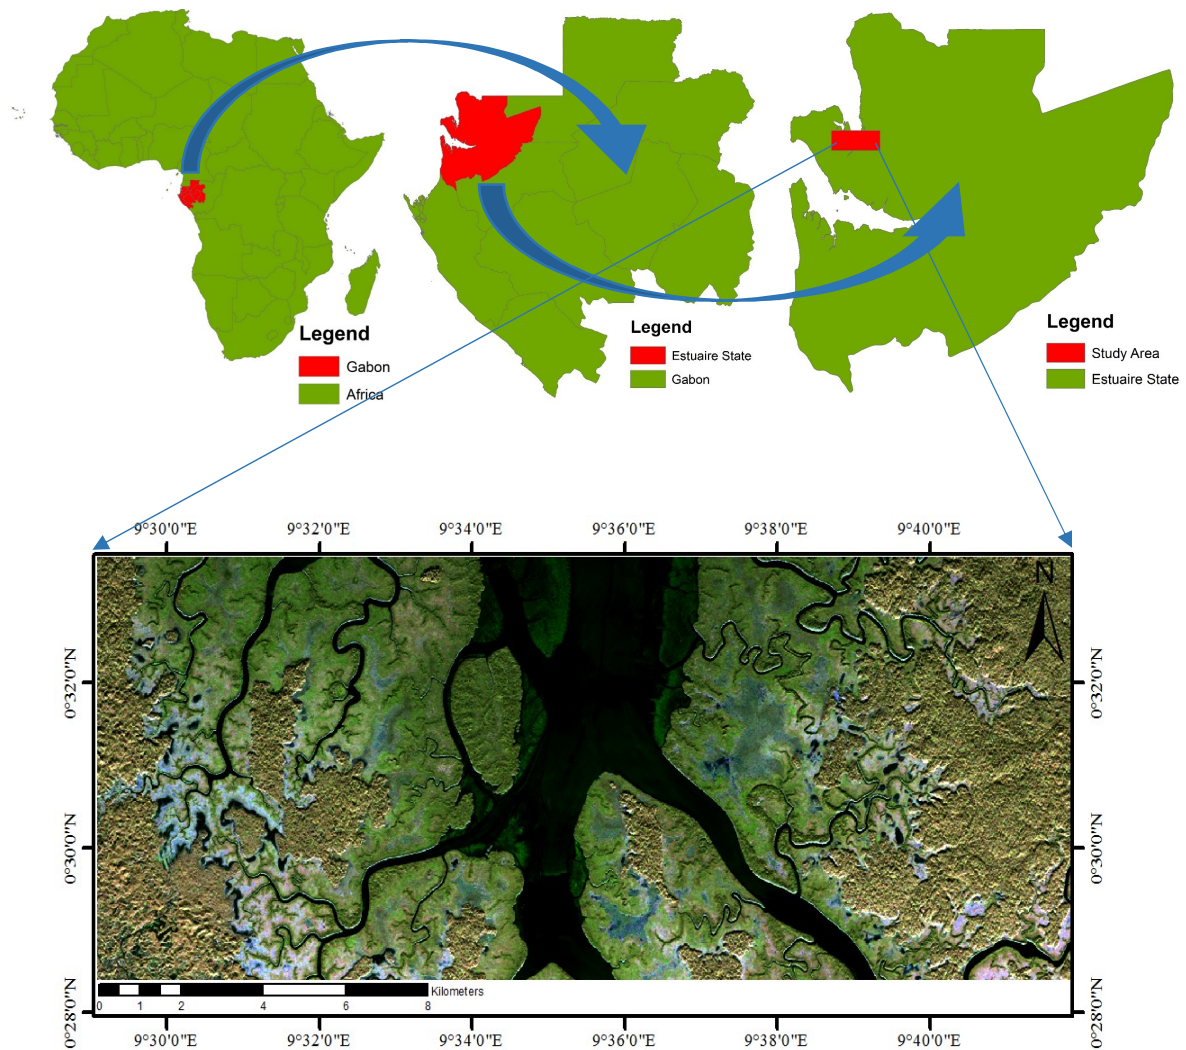 Legend
Gabon
Africa
Legend
Estuaire State
Gabon
Legend
Study Area
Estuaire State
9°30'0"E 9°32'0"E 9°34'0"E 9°36'0"E 9°38'0"E 9°40'0"E
N
0°32'0"N
0°32'0"N
0°30'0"N
0°30'0"N
0°28'0"N
0°28'0"N
Kilometers
0 1 2 4 6 8
9°30'0"E 9°32'0"E 9°34'0"E 9°36'0"E 9°38'0"E 9°40'0"E